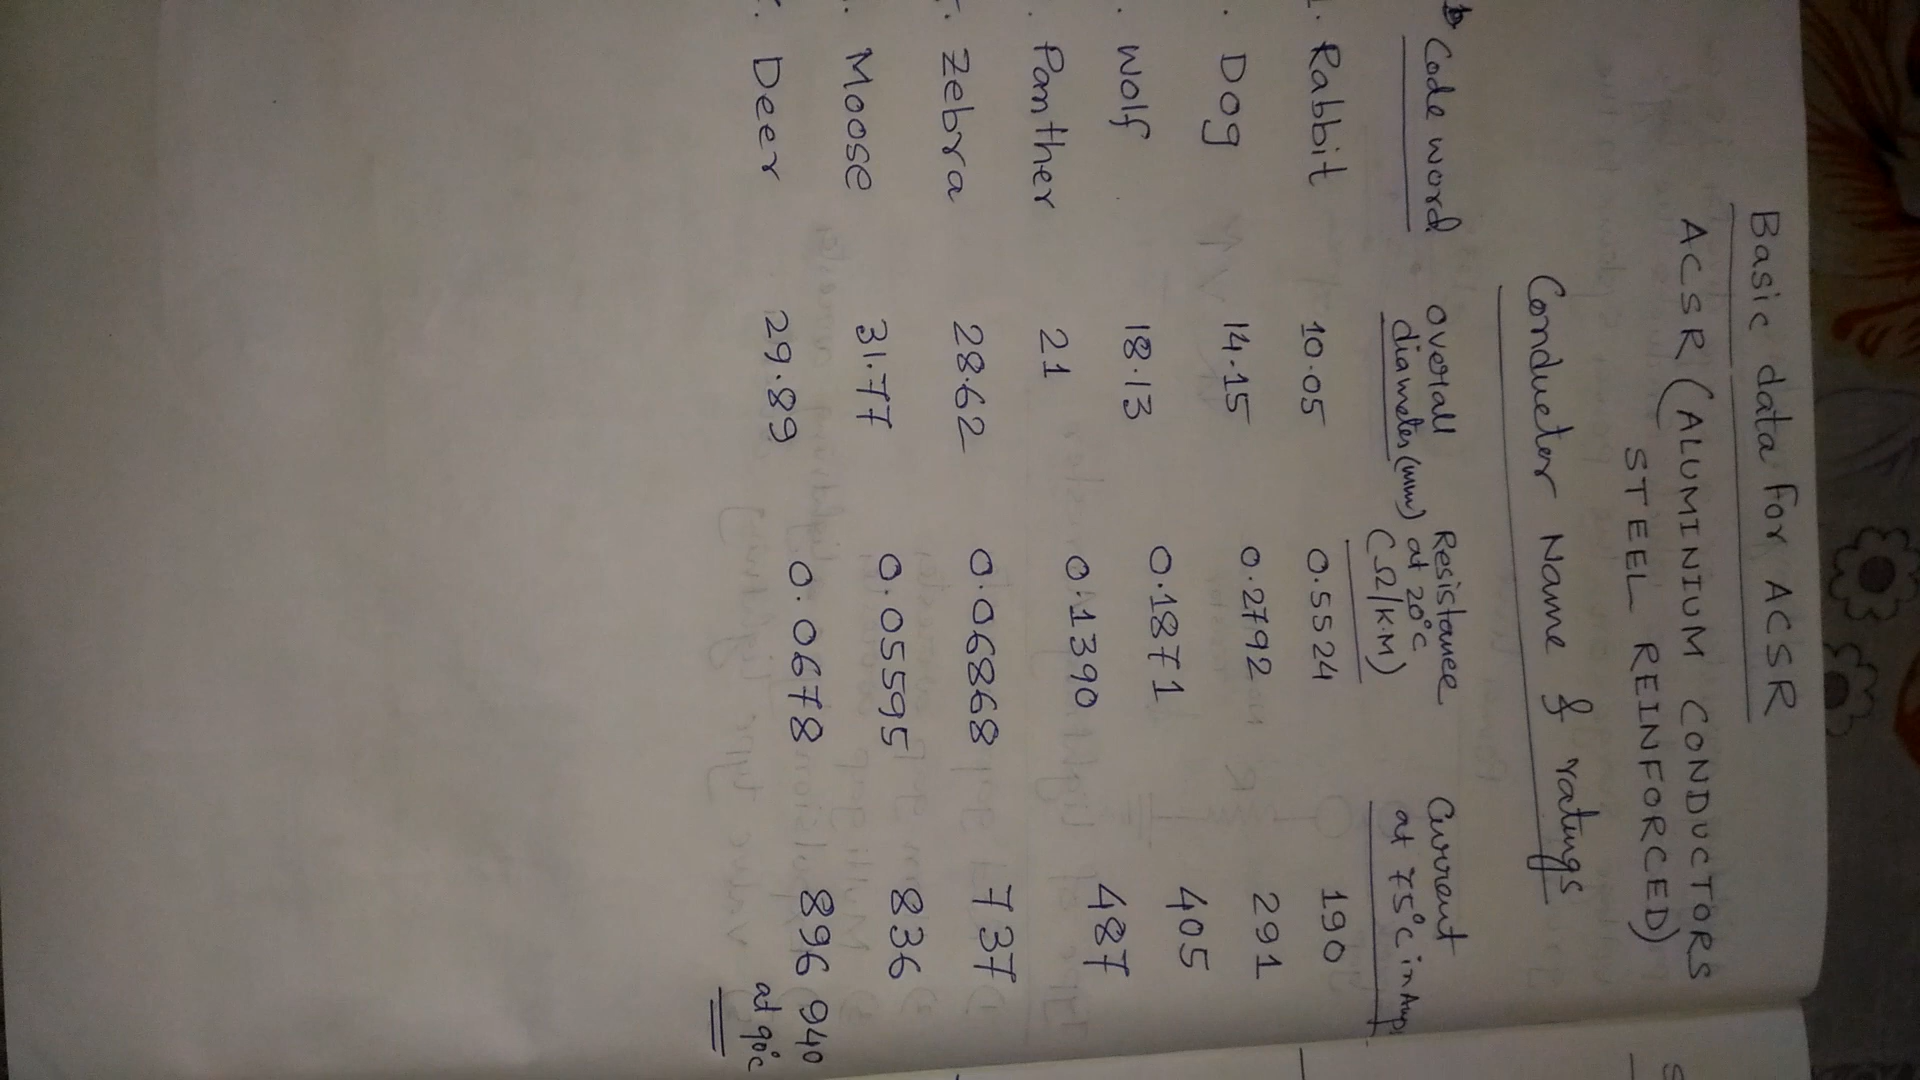 Basic data for ACSR
ACSR (ALUMINIUM CONDUCTORS
STEEL REINFORCED)
Conductor Name & ratings
Code word Overall diameter (mm) Resistance at 20°C (Ω/K.M) Current at 75°C in Amp.
1. Rabbit 10.05 0.5524 190
. Dog 14.15 0.2792 291
. Wolf 18.13 0.1871 405
. Panther 21 0.1390 487
. Zebra 28.62 0.06868 737
. Moose 31.77 0.05595 836
. Deer 29.89 0.0678 896 940
at 90°C